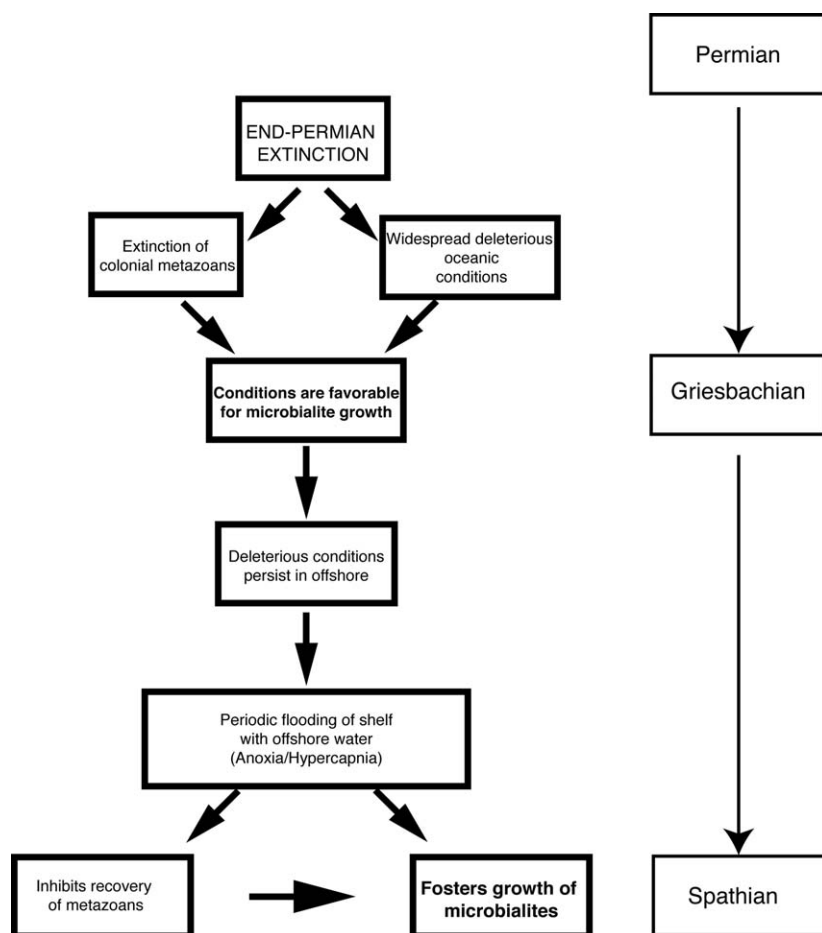 Permian
END-PERMIAN
EXTINCTION
Extinction of
colonial metazoans
Widespread deleterious
oceanic
conditions
Conditions are favorable
for microbialite growth
Griesbachian
Deleterious conditions
persist in offshore
Periodic flooding of shelf
with offshore water
(Anoxia/Hypercapnia)
Inhibits recovery
of metazoans
Fosters growth of
microbialites
Spathian